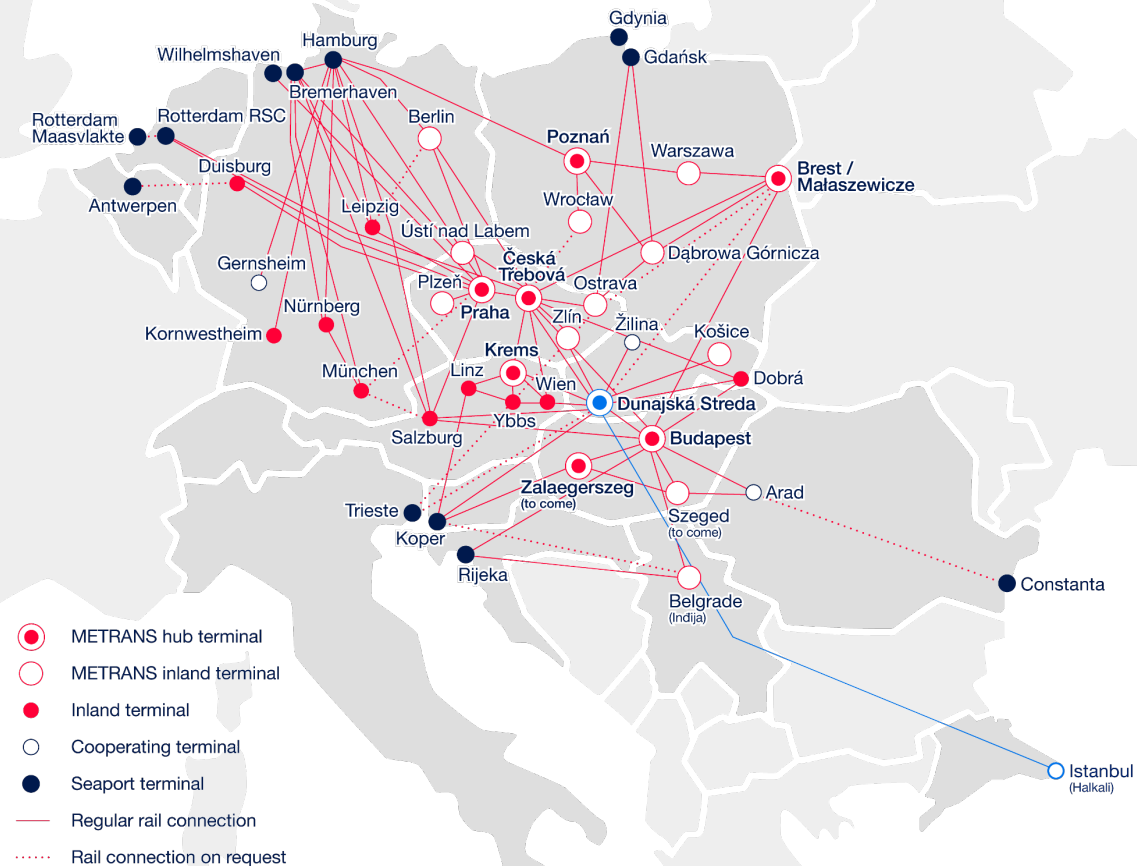 Gdynia
Hamburg
Wilhelmshaven
Gdańsk
Bremerhaven
Rotterdam
Maasvlakte
Rotterdam RSC
Berlin
Poznań
Warszawa
Duisburg
Brest /
Małaszewicze
Antwerpen
Leipzig
Wrocław
Ústí nad Labem
Dąbrowa Górnicza
Česká
Třebová
Gernsheim
Plzeň
Ostrava
Nürnberg
Praha
Zlín
Žilina
Kornwestheim
Košice
Krems
München
Linz
Wien
Dobrá
Dunajská Streda
Ybbs
Salzburg
Budapest
Zalaegerszeg
(to come)
Arad
Trieste
Szeged
(to come)
Koper
Rijeka
Constanta
Belgrade
(Inđija)
METRANS hub terminal
METRANS inland terminal
Inland terminal
Cooperating terminal
Seaport terminal
Regular rail connection
Rail connection on request
Istanbul
(Halkali)